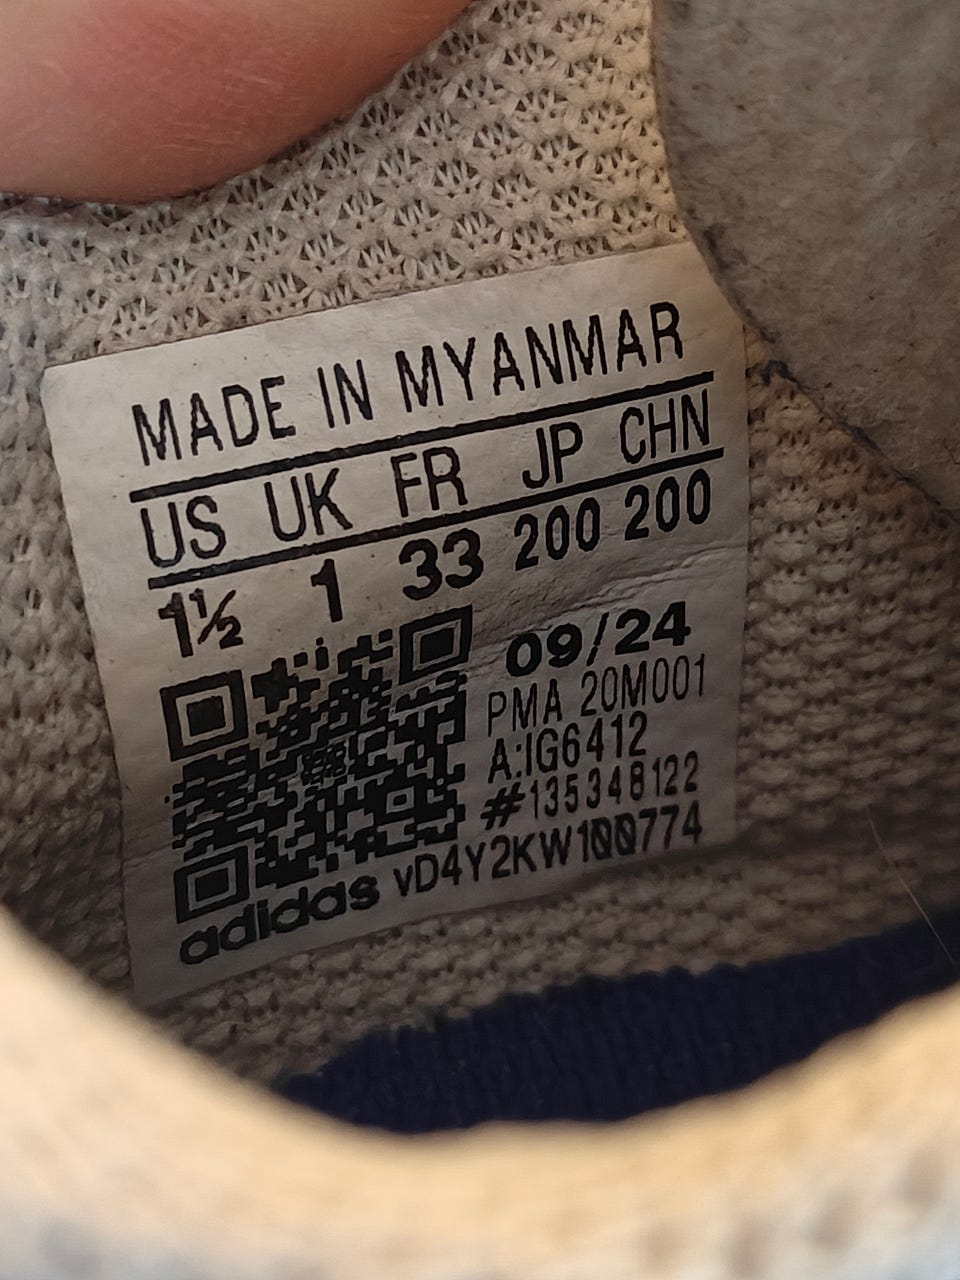 MADE IN MYANMAR
US UK FR JP CHN
1½ 1 33 200 200
09/24
PMA 20M001
A:IG6412
#135348122
adidas vD4Y2KW100774